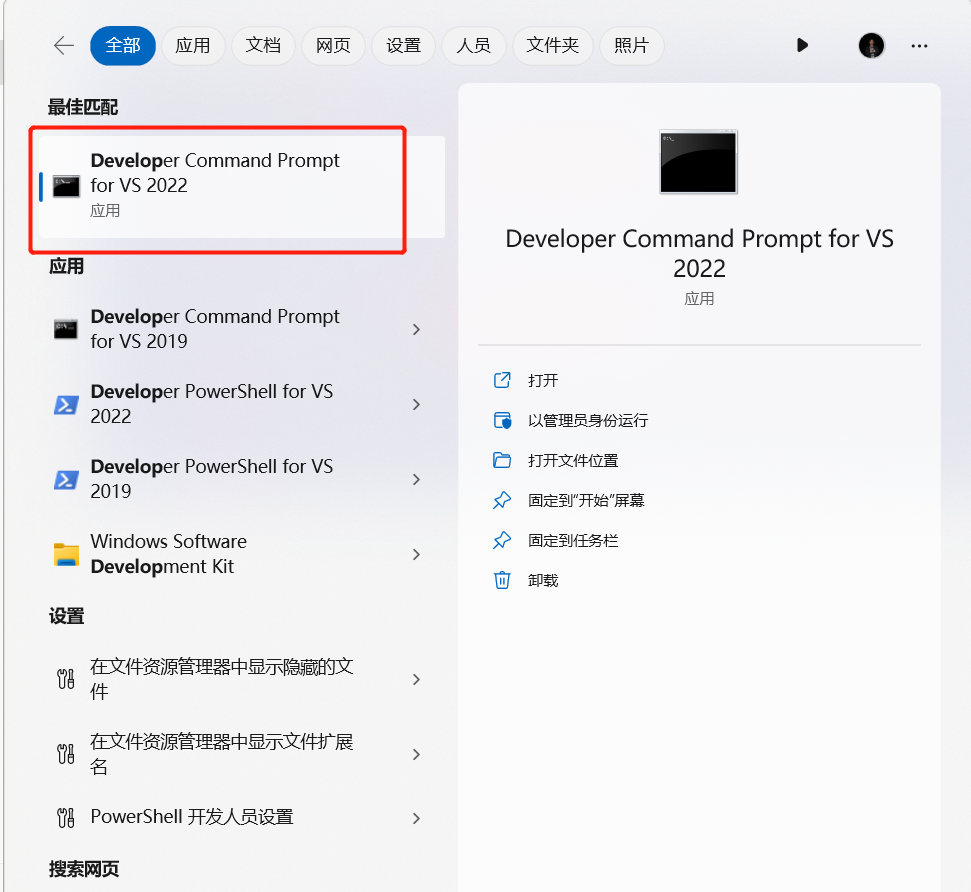 全部 应用 文档 网页 设置 人员 文件夹 照片
最佳匹配
Developer Command Prompt
for VS 2022
应用
应用
Developer Command Prompt
for VS 2019
Developer PowerShell for VS
2022
Developer PowerShell for VS
2019
Windows Software
Development Kit
设置
在文件资源管理器中显示隐藏的文
件
在文件资源管理器中显示文件扩展
名
PowerShell 开发人员设置
搜索网页
Developer Command Prompt for VS
2022
应用
打开
以管理员身份运行
打开文件位置
固定到"开始"屏幕
固定到任务栏
卸载